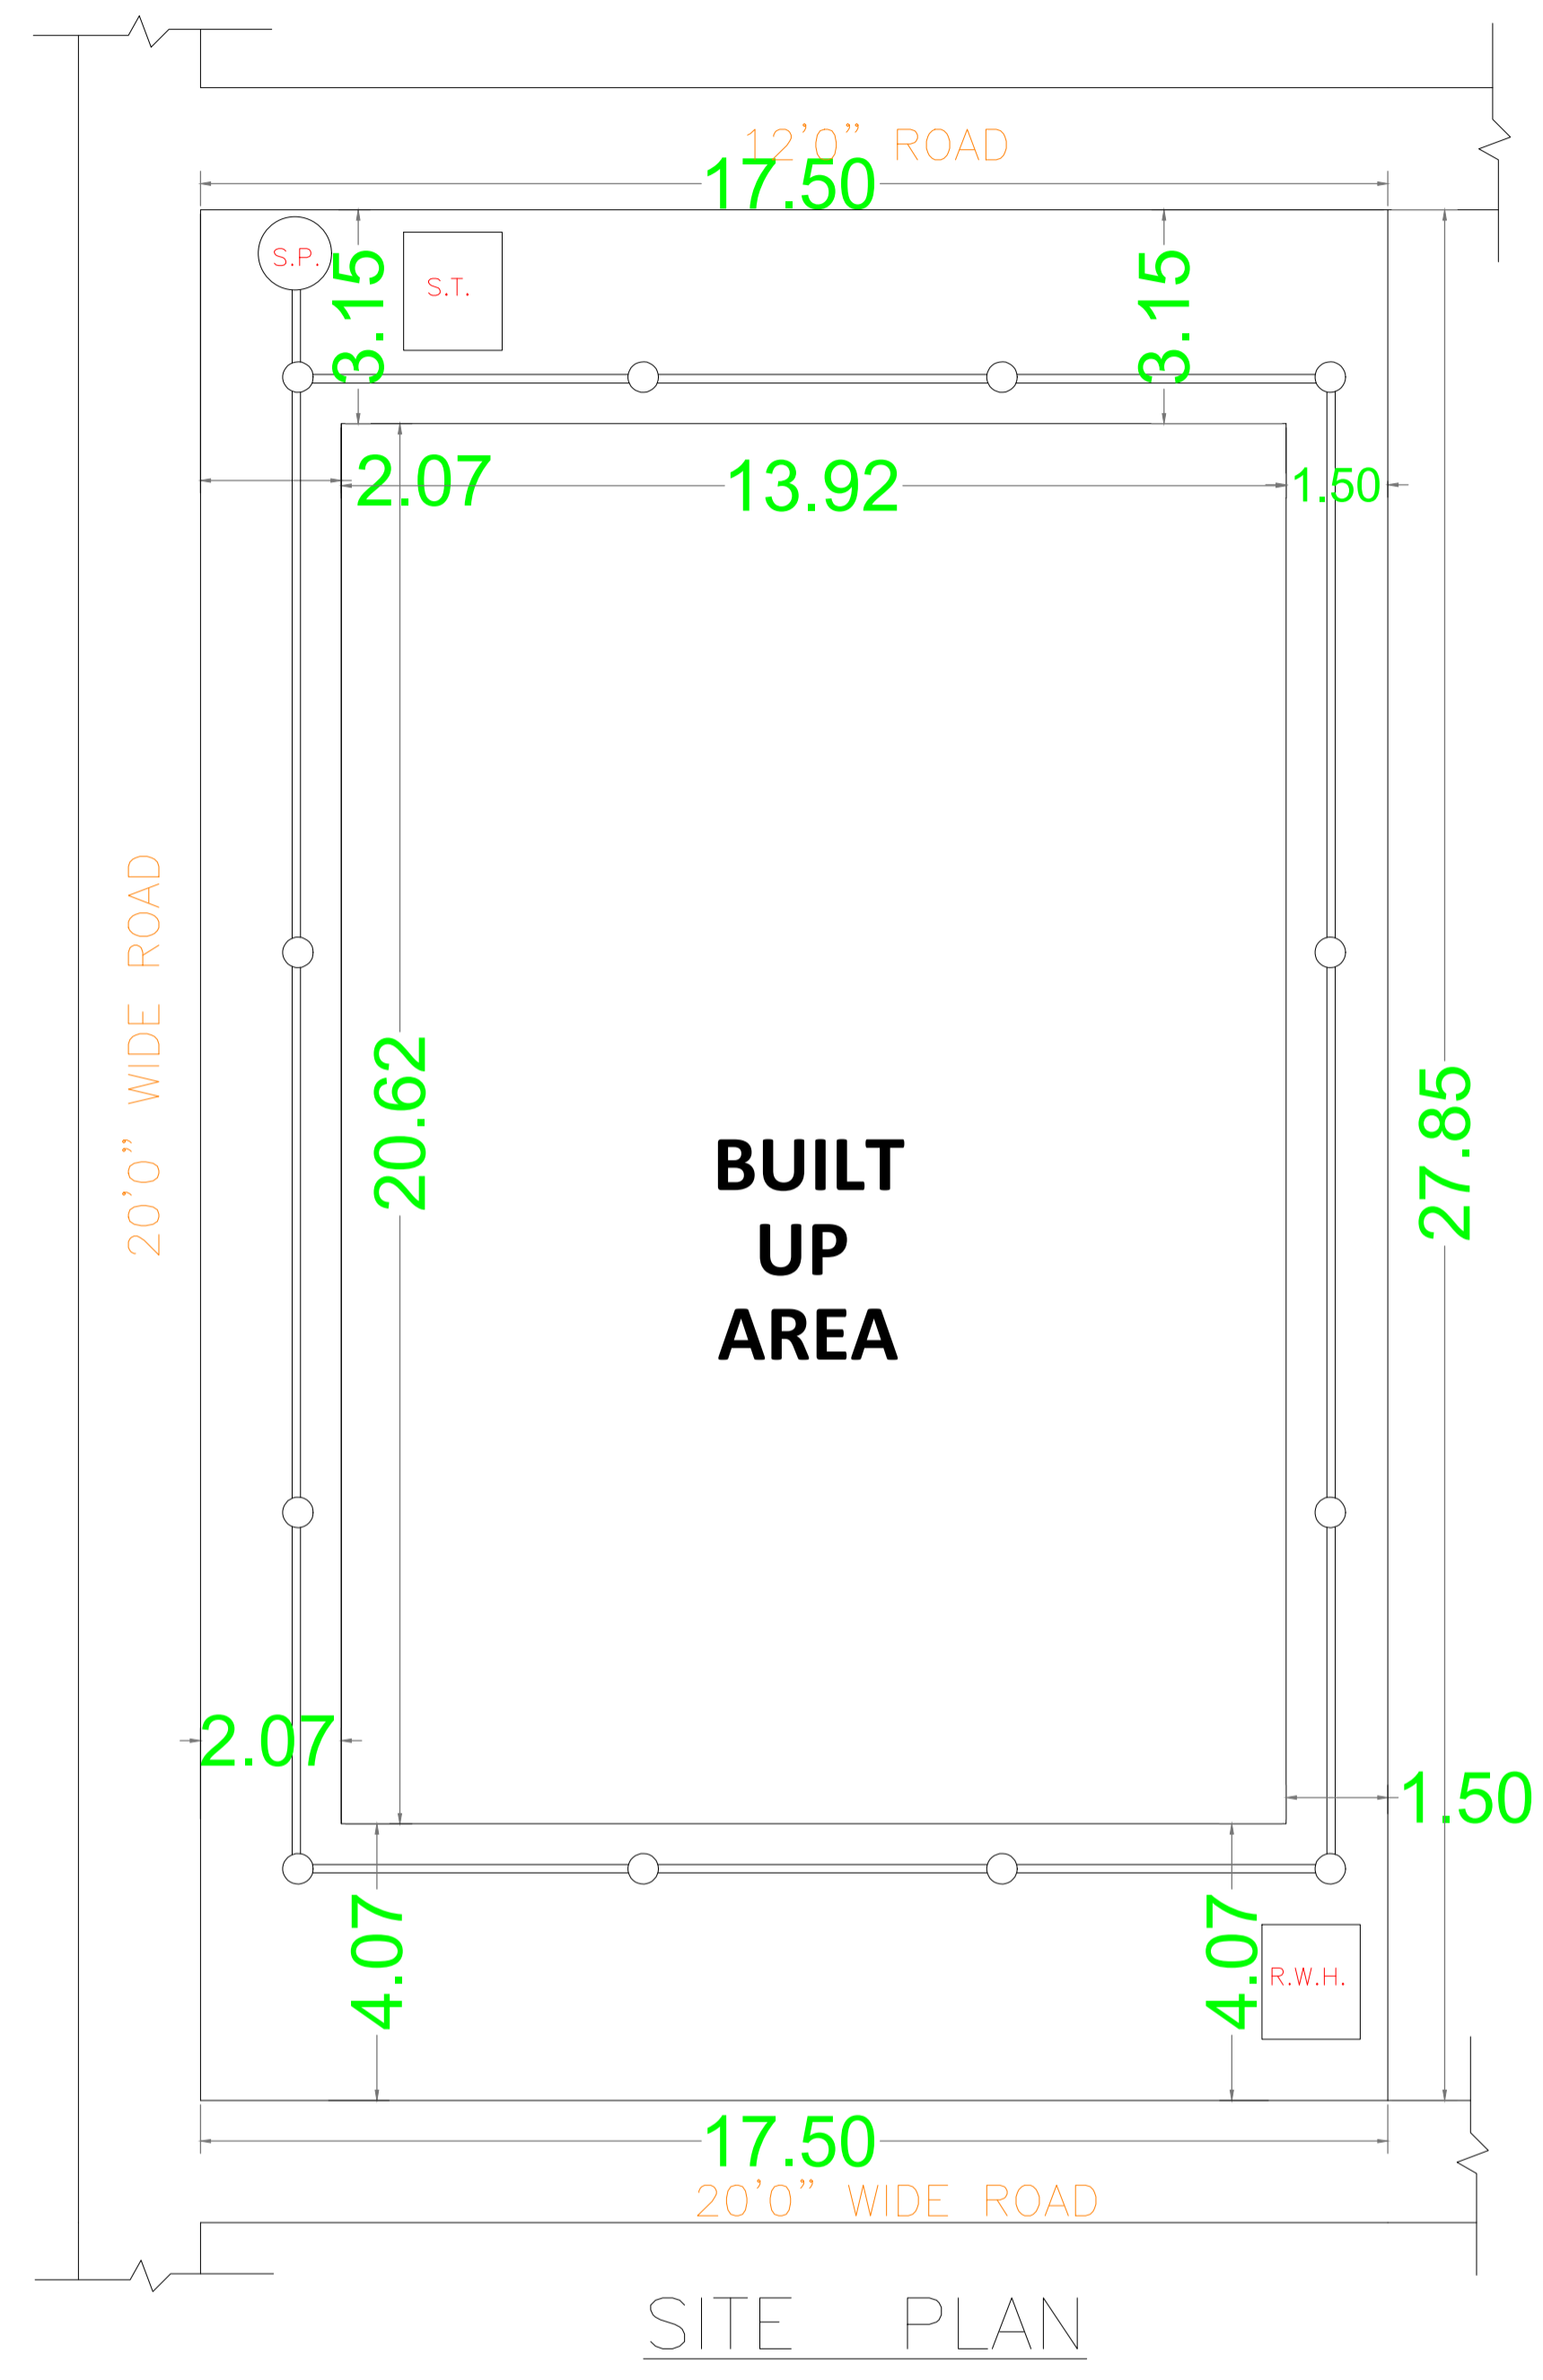 12'0" ROAD
17.50
S.P.
S.T.
3.15
3.15
2.07
13.92
1.50
20'0" WIDE ROAD
20.62
27.85
BUILT
UP
AREA
2.07
1.50
4.07
4.07
R.W.H.
17.50
20'0" WIDE ROAD
SITE PLAN